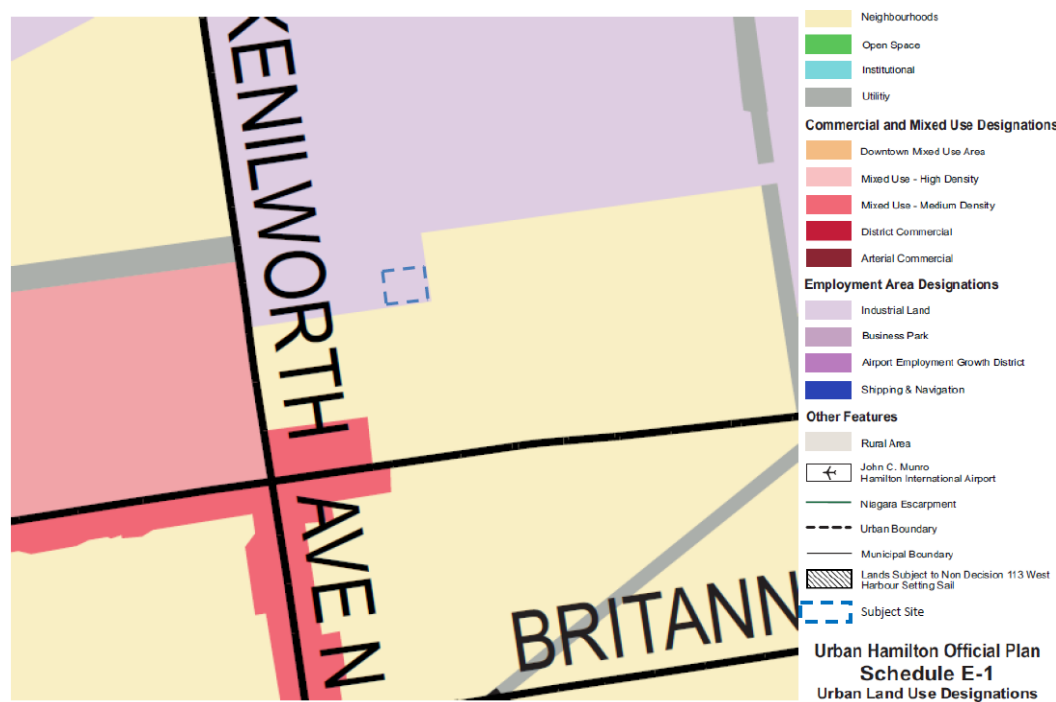 KENILWORTH
AVEN
BRITANN
Neighbourhoods
Open Space
Institutional
Utilitiy
Commercial and Mixed Use Designations
Downtown Mixed Use Area
Mixed Use - High Density
Mixed Use - Medium Density
District Commercial
Arterial Commercial
Employment Area Designations
Industrial Land
Business Park
Airport Employment Growth District
Shipping & Navigation
Other Features
Rural Area
John C. Munro
Hamilton International Airport
Niagara Escarpment
Urban Boundary
Municipal Boundary
Lands Subject to Non Decision 113 West
Harbour Setting Sail
Subject Site
Urban Hamilton Official Plan
Schedule E-1
Urban Land Use Designations